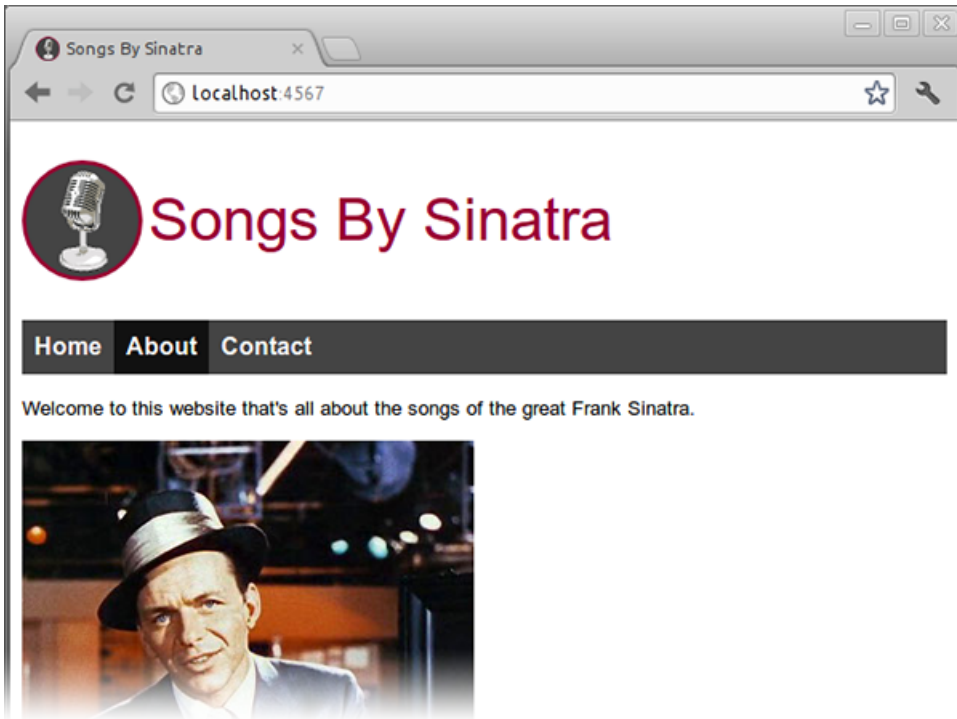 Songs By Sinatra
localhost:4567
Songs By Sinatra
Home About Contact
Welcome to this website that's all about the songs of the great Frank Sinatra.